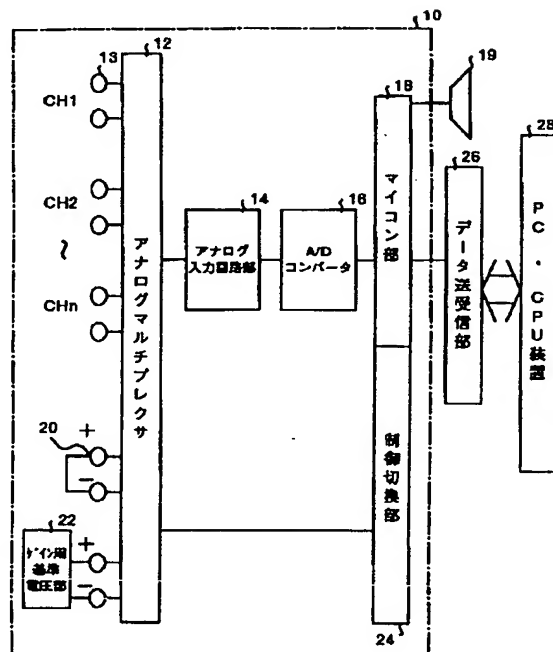 10
12
13
CH1
CH2
~
CHn
アナログマルチプレクサ
14
アナログ
入力回路部
16
A/D
コンバータ
18
マイコン部
19
26
データ送受信部
28
PC・CPU装置
20
+
−
22
ゲイン用
基準
電圧部
+
−
制御切換部
24